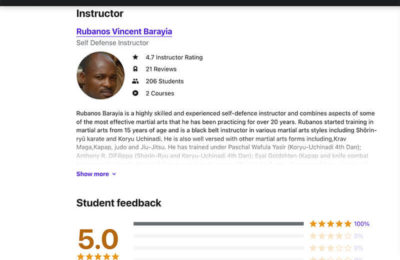 Instructor
Rubanos Vincent Barayia
Self Defense Instructor
4.7 Instructor Rating
21 Reviews
206 Students
2 Courses
Rubanos Barayia is a highly skilled and experienced self-defence instructor and combines aspects of some
of the most effective martial arts that he has been practicing for over 20 years. Rubanos started training in
martial arts from 15 years of age and is a black belt instructor in various martial arts styles including Shōrin-
ryū karate and Koryu Uchinadi. He is also well versed with other martial arts forms including,Krav
Maga,Kapap, judo and Jiu-Jitsu. He has trained under Paschal Wafula Yasir (Koryu-Uchinadi 4th Dan);
Anthony R. DiFilippa (Shorin-Ryu and Koryu-Uchinadi 4th Dan); Eyal Goldshten (Kapap and knife combat
Show more
Student feedback
5.0
100%
0%
0%